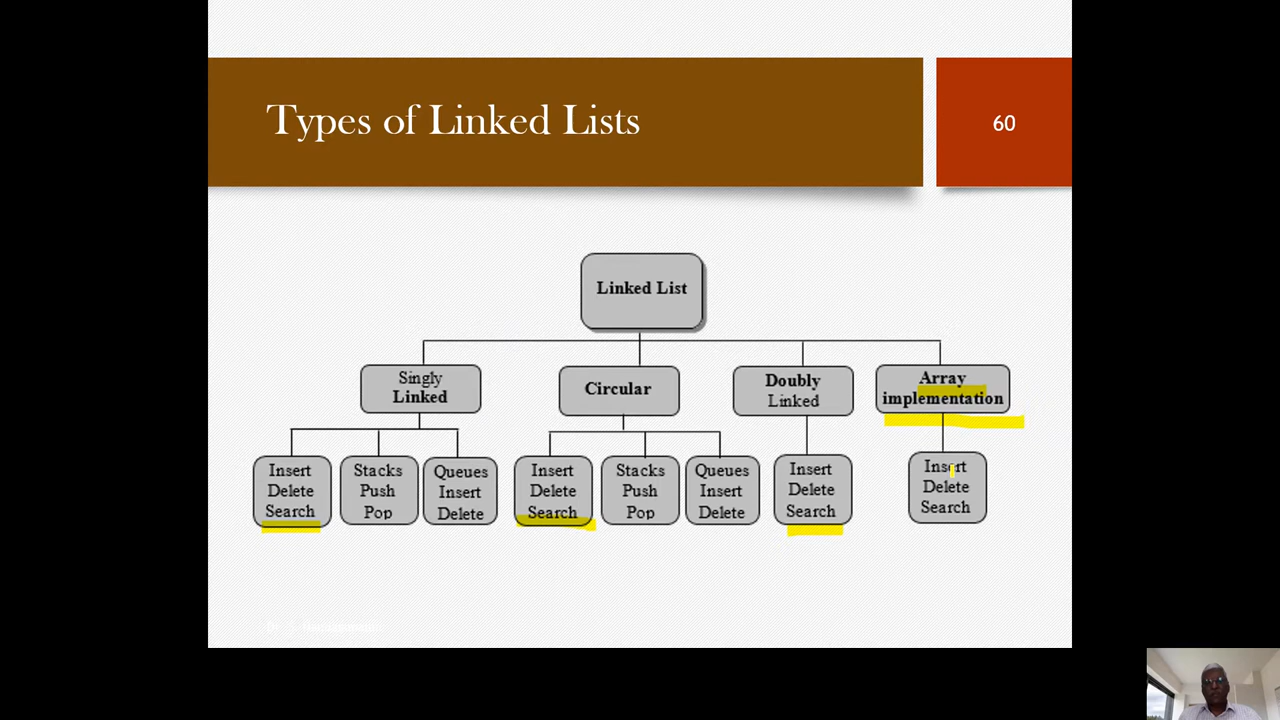 Types of Linked Lists
60
Linked List
Singly
Linked
Circular
Doubly
Linked
Array
implementation
Insert
Delete
Search
Stacks
Push
Pop
Queues
Insert
Delete
Insert
Delete
Search
Stacks
Push
Pop
Queues
Insert
Delete
Insert
Delete
Search
Insert
Delete
Search